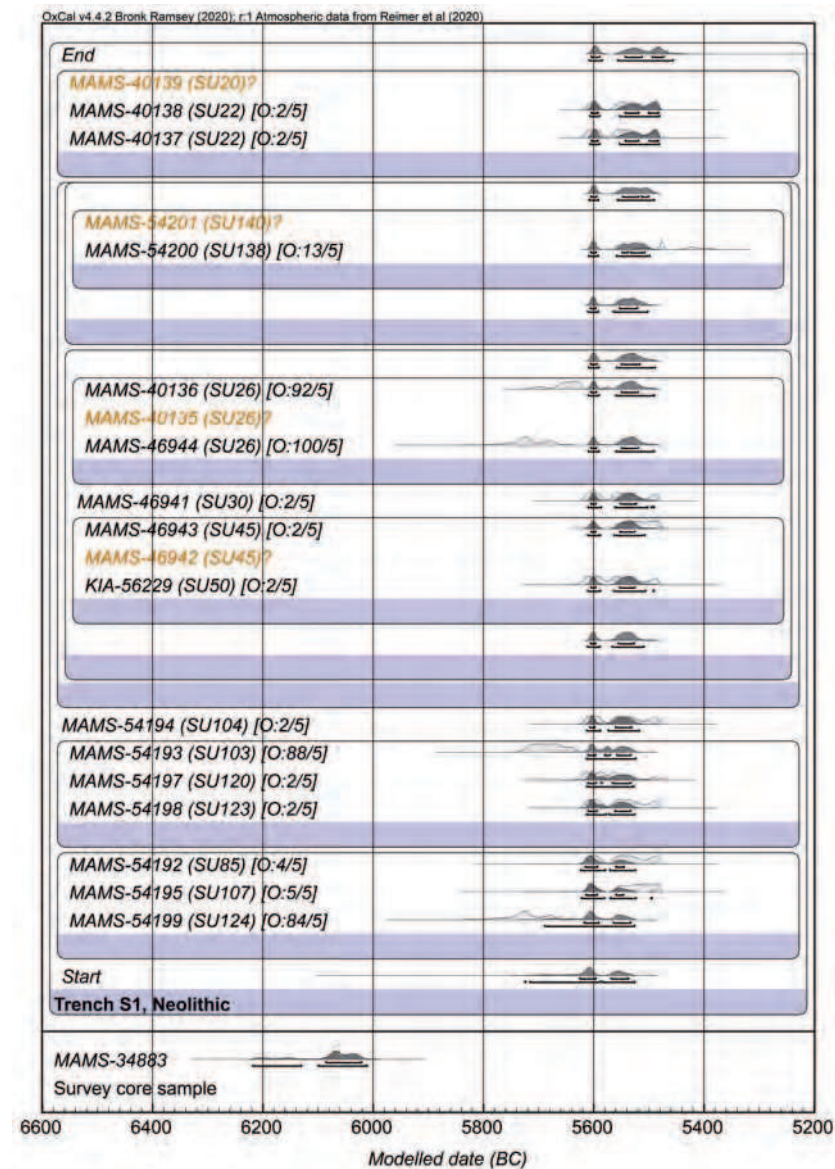 OxCal v4.4.2 Bronk Ramsey (2020); r:1 Atmospheric data from Reimer et al (2020)
End
MAMS-40139 (SU20)?
MAMS-40138 (SU22) [O:2/5]
MAMS-40137 (SU22) [O:2/5]
MAMS-54201 (SU140)?
MAMS-54200 (SU138) [O:13/5]
MAMS-40136 (SU26) [O:92/5]
MAMS-40135 (SU26)?
MAMS-46944 (SU26) [O:100/5]
MAMS-46941 (SU30) [O:2/5]
MAMS-46943 (SU45) [O:2/5]
MAMS-46942 (SU45)?
KIA-56229 (SU50) [O:2/5]
MAMS-54194 (SU104) [O:2/5]
MAMS-54193 (SU103) [O:88/5]
MAMS-54197 (SU120) [O:2/5]
MAMS-54198 (SU123) [O:2/5]
MAMS-54192 (SU85) [O:4/5]
MAMS-54195 (SU107) [O:5/5]
MAMS-54199 (SU124) [O:84/5]
Start
Trench S1, Neolithic
MAMS-34883
Survey core sample
6600 6400 6200 6000 5800 5600 5400 5200
Modelled date (BC)